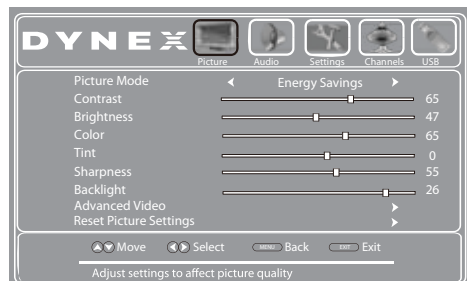 DYNEX
Picture Audio Settings Channels USB
Picture Mode Energy Savings
Contrast 65
Brightness 47
Color 65
Tint 0
Sharpness 55
Backlight 26
Advanced Video
Reset Picture Settings
Move Select MENU Back EXIT Exit
Adjust settings to affect picture quality